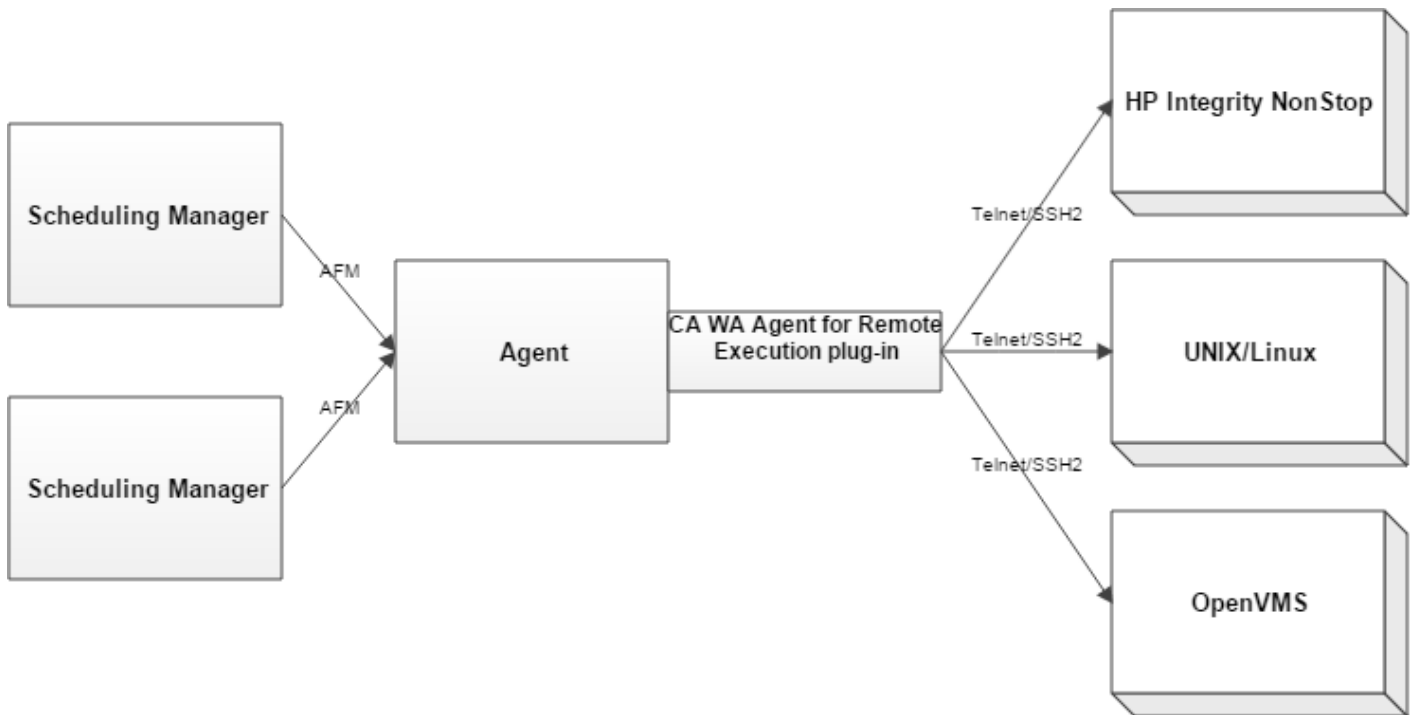 HP Integrity NonStop
Scheduling Manager
Telnet/SSH2
AFM
Agent
CA WA Agent for Remote
Execution plug-in
Telnet/SSH2
UNIX/Linux
AFM
Scheduling Manager
Telnet/SSH2
OpenVMS